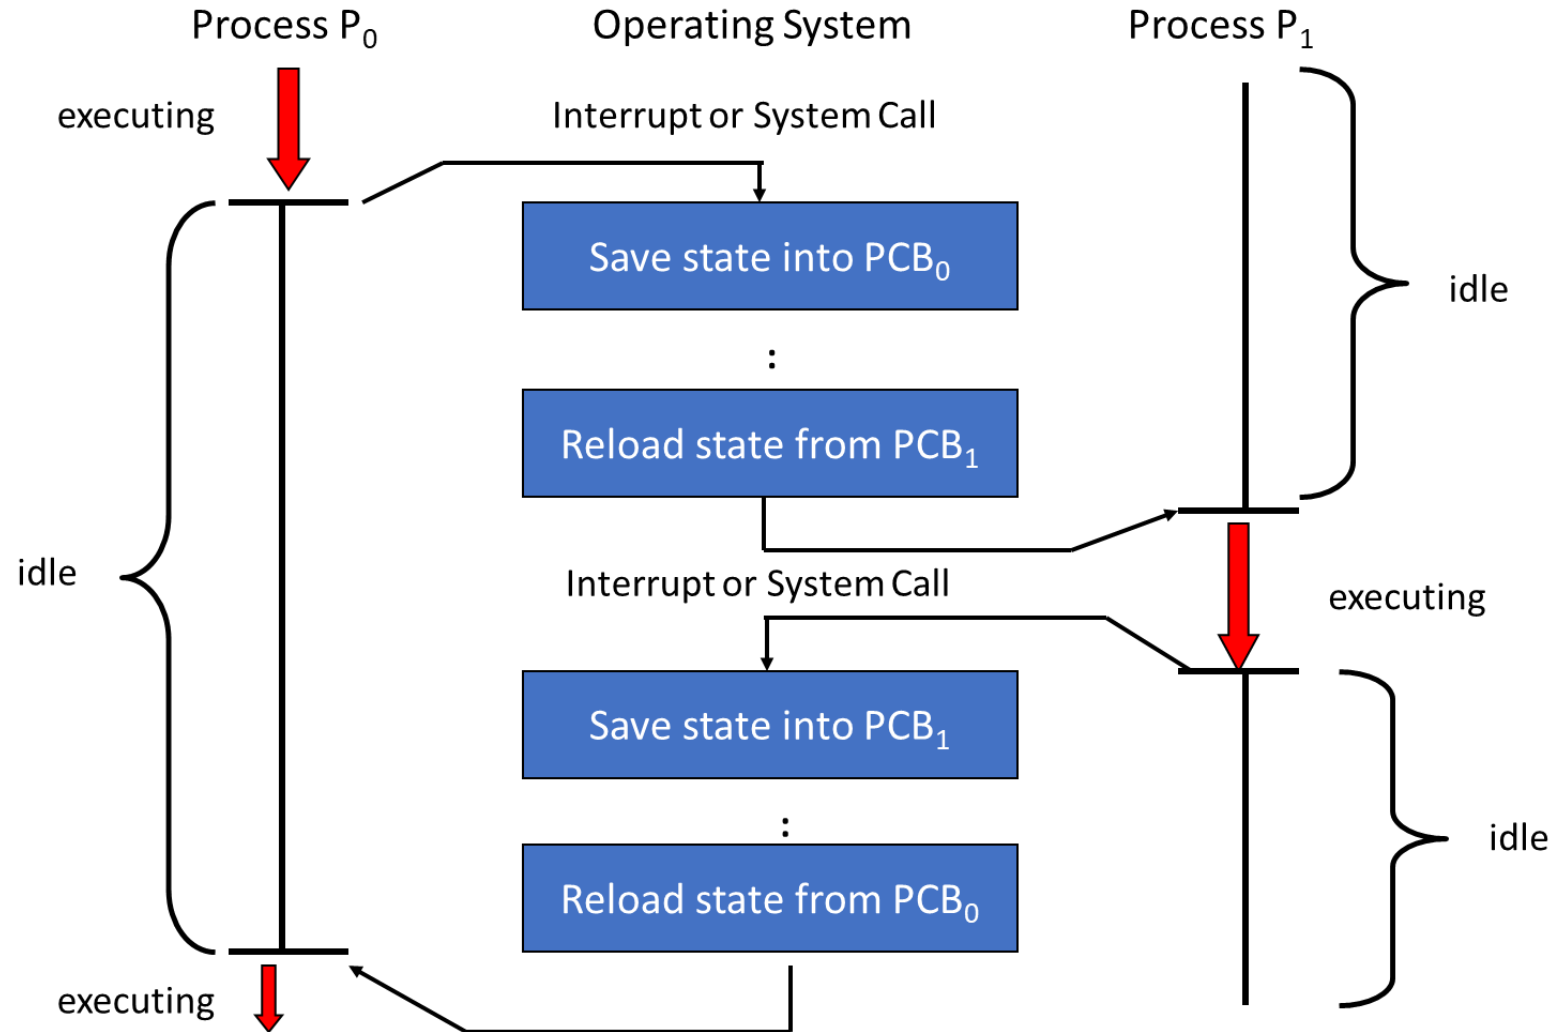 Process P₀
Operating System
Process P₁
executing
Interrupt or System Call
Save state into PCB₀
idle
:
Reload state from PCB₁
idle
Interrupt or System Call
executing
Save state into PCB₁
:
idle
Reload state from PCB₀
executing